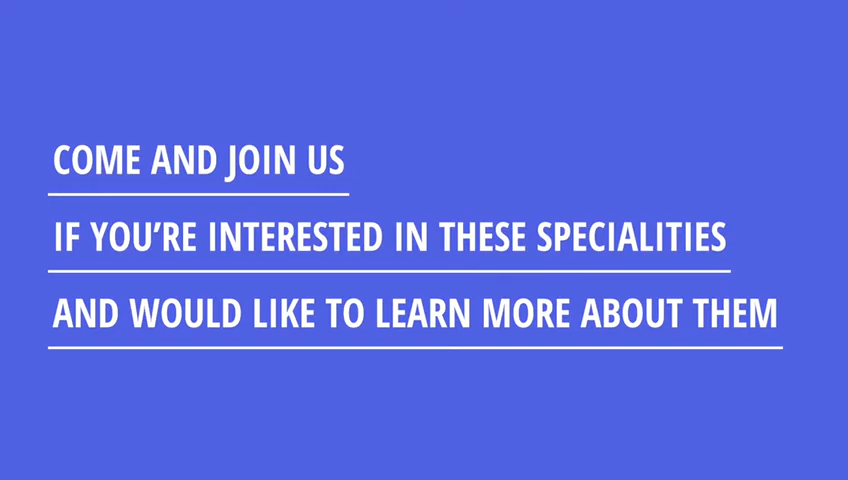 COME AND JOIN US
IF YOU’RE INTERESTED IN THESE SPECIALITIES
AND WOULD LIKE TO LEARN MORE ABOUT THEM